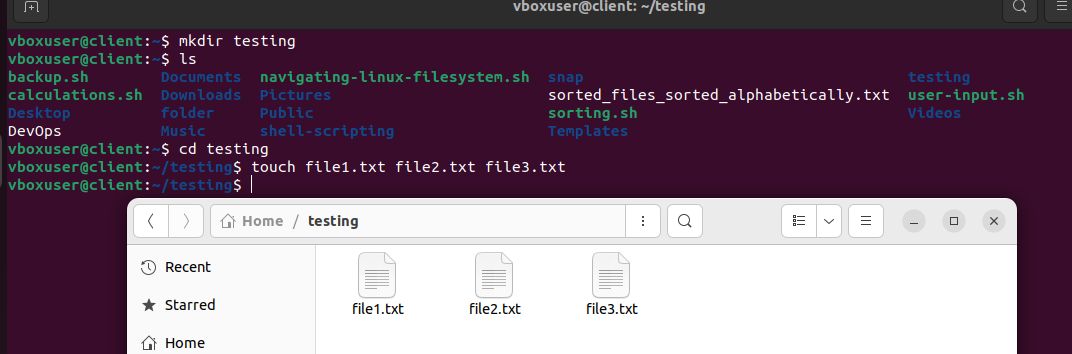 vboxuser@client: ~/testing
vboxuser@client:~$ mkdir testing
vboxuser@client:~$ ls
backup.sh Documents navigating-linux-filesystem.sh snap testing
calculations.sh Downloads Pictures sorted_files_sorted_alphabetically.txt user-input.sh
Desktop folder Public sorting.sh Videos
DevOps Music shell-scripting Templates
vboxuser@client:~$ cd testing
vboxuser@client:~/testing$ touch file1.txt file2.txt file3.txt
vboxuser@client:~/testing$
Home / testing
Recent
Starred
Home
file1.txt file2.txt file3.txt